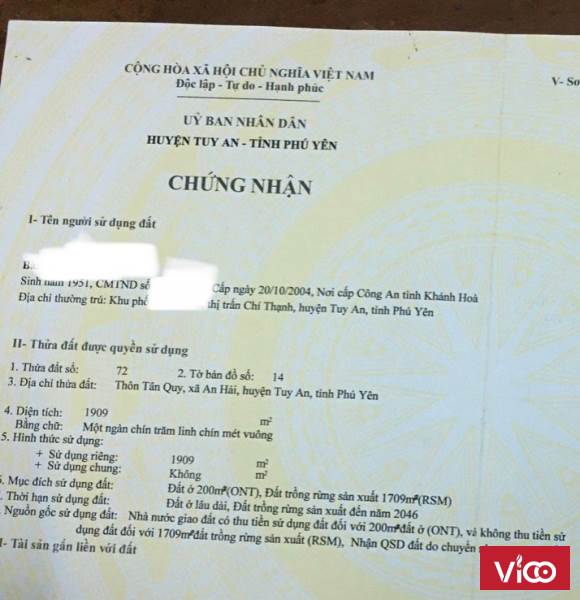 CỘNG HÒA XÃ HỘI CHỦ NGHĨA VIỆT NAM
Độc lập - Tự do - Hạnh phúc
V- Sơ
UỶ BAN NHÂN DÂN
HUYỆN TUY AN - TỈNH PHÚ YÊN
CHỨNG NHẬN
I- Tên người sử dụng đất
Sinh năm 1951, CMTND số Cấp ngày 20/10/2004, Nơi cấp Công An tỉnh Khánh Hoà
Địa chỉ thường trú: Khu phố thị trấn Chí Thạnh, huyện Tuy An, tỉnh Phú Yên
II- Thửa đất được quyền sử dụng
1. Thửa đất số: 72 2. Tờ bản đồ số: 14
3. Địa chỉ thửa đất: Thôn Tân Quy, xã An Hải, huyện Tuy An, tỉnh Phú Yên
4. Diện tích: 1909 m²
Bằng chữ: Một ngàn chín trăm linh chín mét vuông
5. Hình thức sử dụng:
+ Sử dụng riêng: 1909 m²
+ Sử dụng chung: Không m²
6. Mục đích sử dụng đất: Đất ở 200m²(ONT), Đất trồng rừng sản xuất 1709m²(RSM)
. Thời hạn sử dụng đất: Đất ở lâu dài, Đất trồng rừng sản xuất đến năm 2046
Nguồn gốc sử dụng đất: Nhà nước giao đất có thu tiền sử dụng đất đối với 200m²đất ở (ONT), và không thu tiền sử
dụng đất đối với 1709m²đất trồng rừng sản xuất (RSM), Nhận QSD đất do chuyển
I- Tài sản gắn liền với đất
Vico